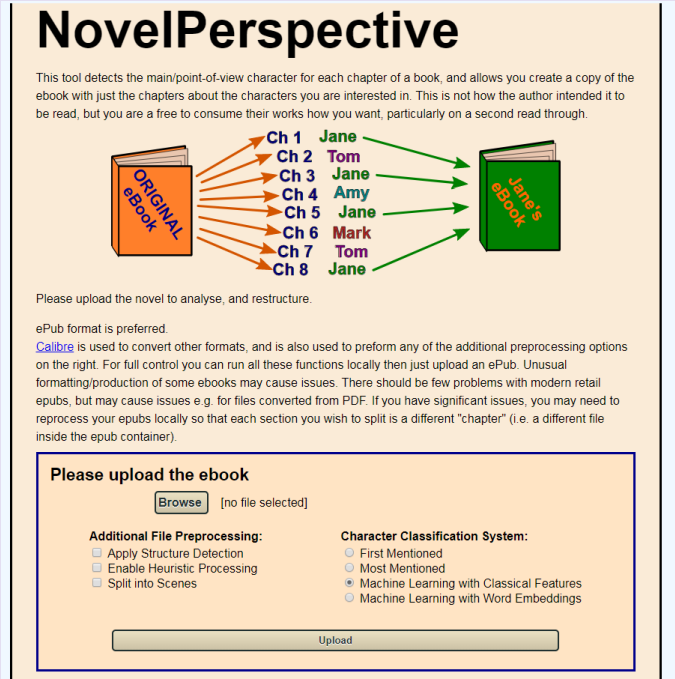 NovelPerspective
This tool detects the main/point-of-view character for each chapter of a book, and allows you create a copy of the
ebook with just the chapters about the characters you are interested in. This is not how the author intended it to
be read, but you are a free to consume their works how you want, particularly on a second read through.
ORIGINAL
eBook
Ch 1 Jane
Ch 2 Tom
Ch 3 Jane
Ch 4 Amy
Ch 5 Jane
Ch 6 Mark
Ch 7 Tom
Ch 8 Jane
Jane's
eBook
Please upload the novel to analyse, and restructure.
ePub format is preferred.
Calibre is used to convert other formats, and is also used to preform any of the additional preprocessing options
on the right. For full control you can run all these functions locally then just upload an ePub. Unusual
formatting/production of some ebooks may cause issues. There should be few problems with modern retail
epubs, but may cause issues e.g. for files converted from PDF. If you have significant issues, you may need to
reprocess your epubs locally so that each section you wish to split is a different "chapter" (i.e. a different file
inside the epub container).
Please upload the ebook
Browse [no file selected]
Additional File Preprocessing:
Apply Structure Detection
Enable Heuristic Processing
Split into Scenes
Character Classification System:
First Mentioned
Most Mentioned
Machine Learning with Classical Features
Machine Learning with Word Embeddings
Upload